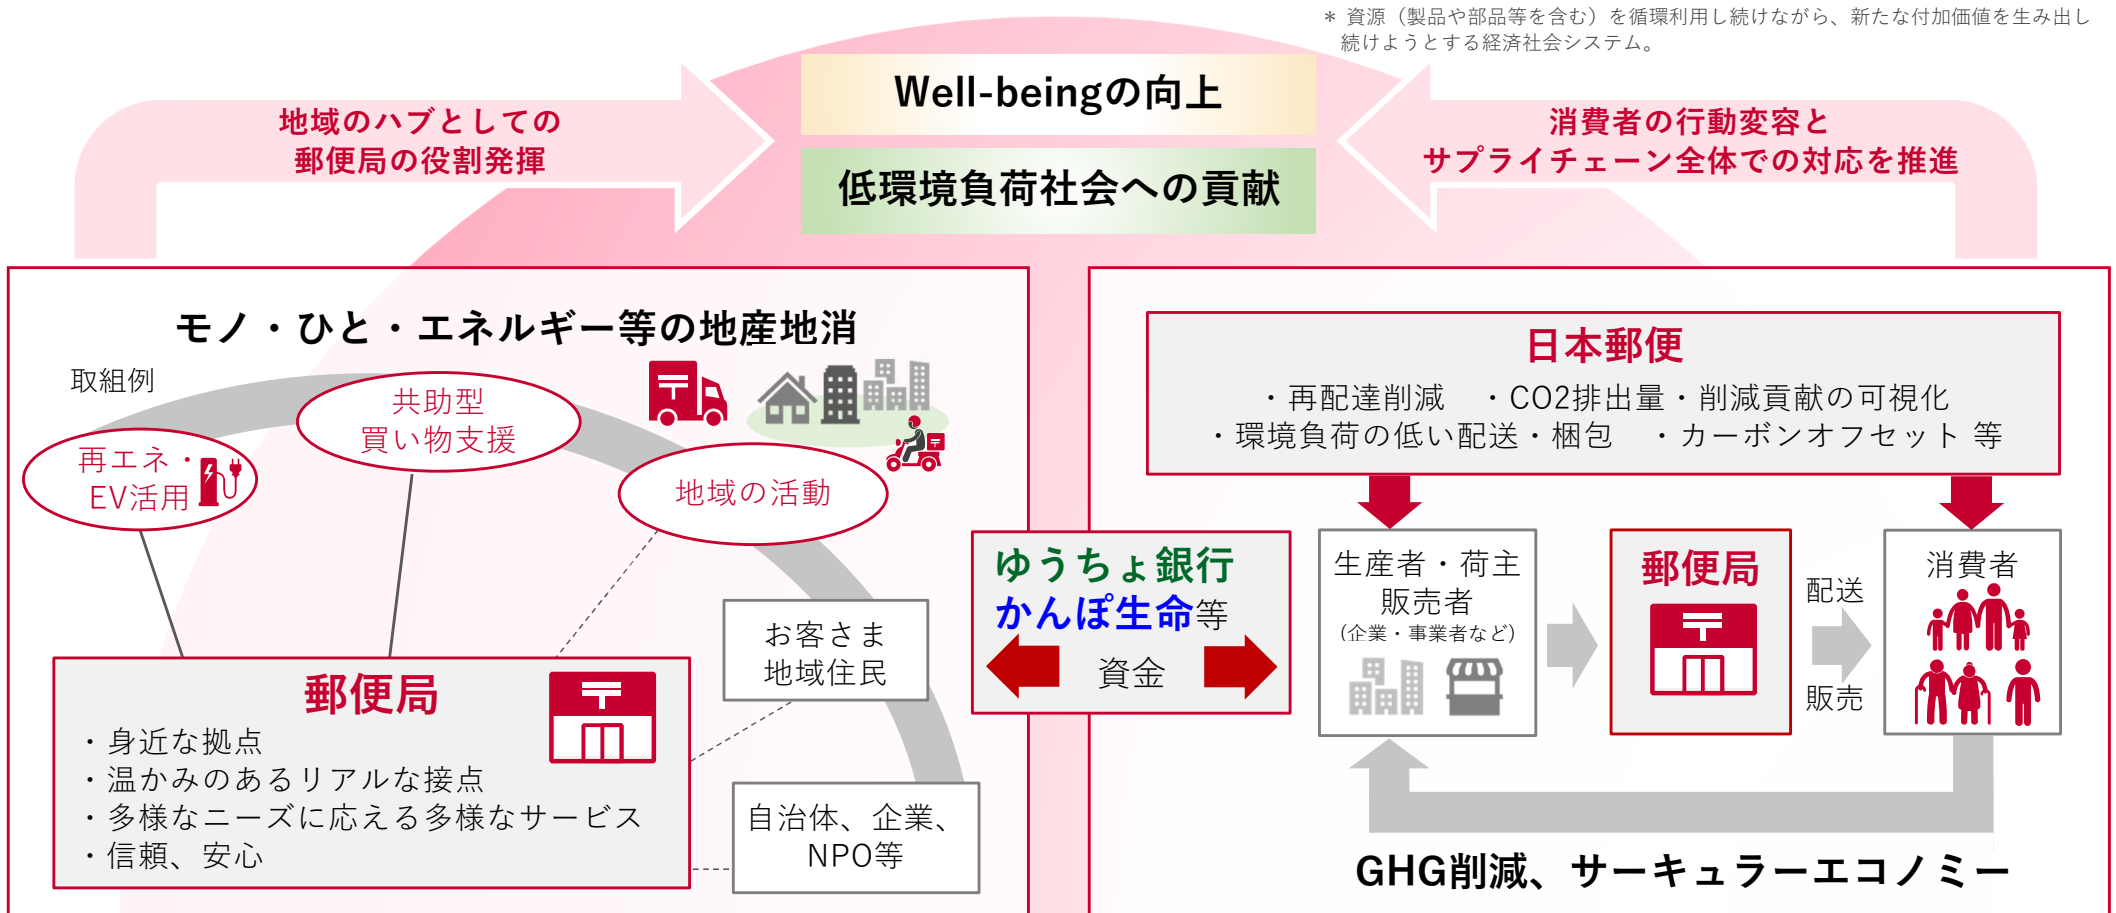 * 資源（製品や部品等を含む）を循環利用し続けながら、新たな付加価値を生み出し
続けようとする経済社会システム。
Well-beingの向上
低環境負荷社会への貢献
地域のハブとしての
郵便局の役割発揮
消費者の行動変容と
サプライチェーン全体での対応を推進
モノ・ひと・エネルギー等の地産地消
取組例
共助型
買い物支援
再エネ・
EV活用
地域の活動
お客さま
地域住民
自治体、企業、
NPO等
郵便局
・身近な拠点
・温かみのあるリアルな接点
・多様なニーズに応える多様なサービス
・信頼、安心
ゆうちょ銀行
かんぽ生命等
資金
日本郵便
・再配達削減　・CO2排出量・削減貢献の可視化
・環境負荷の低い配送・梱包　・カーボンオフセット 等
生産者・荷主
販売者
（企業・事業者など）
郵便局
配送
販売
消費者
GHG削減、サーキュラーエコノミー